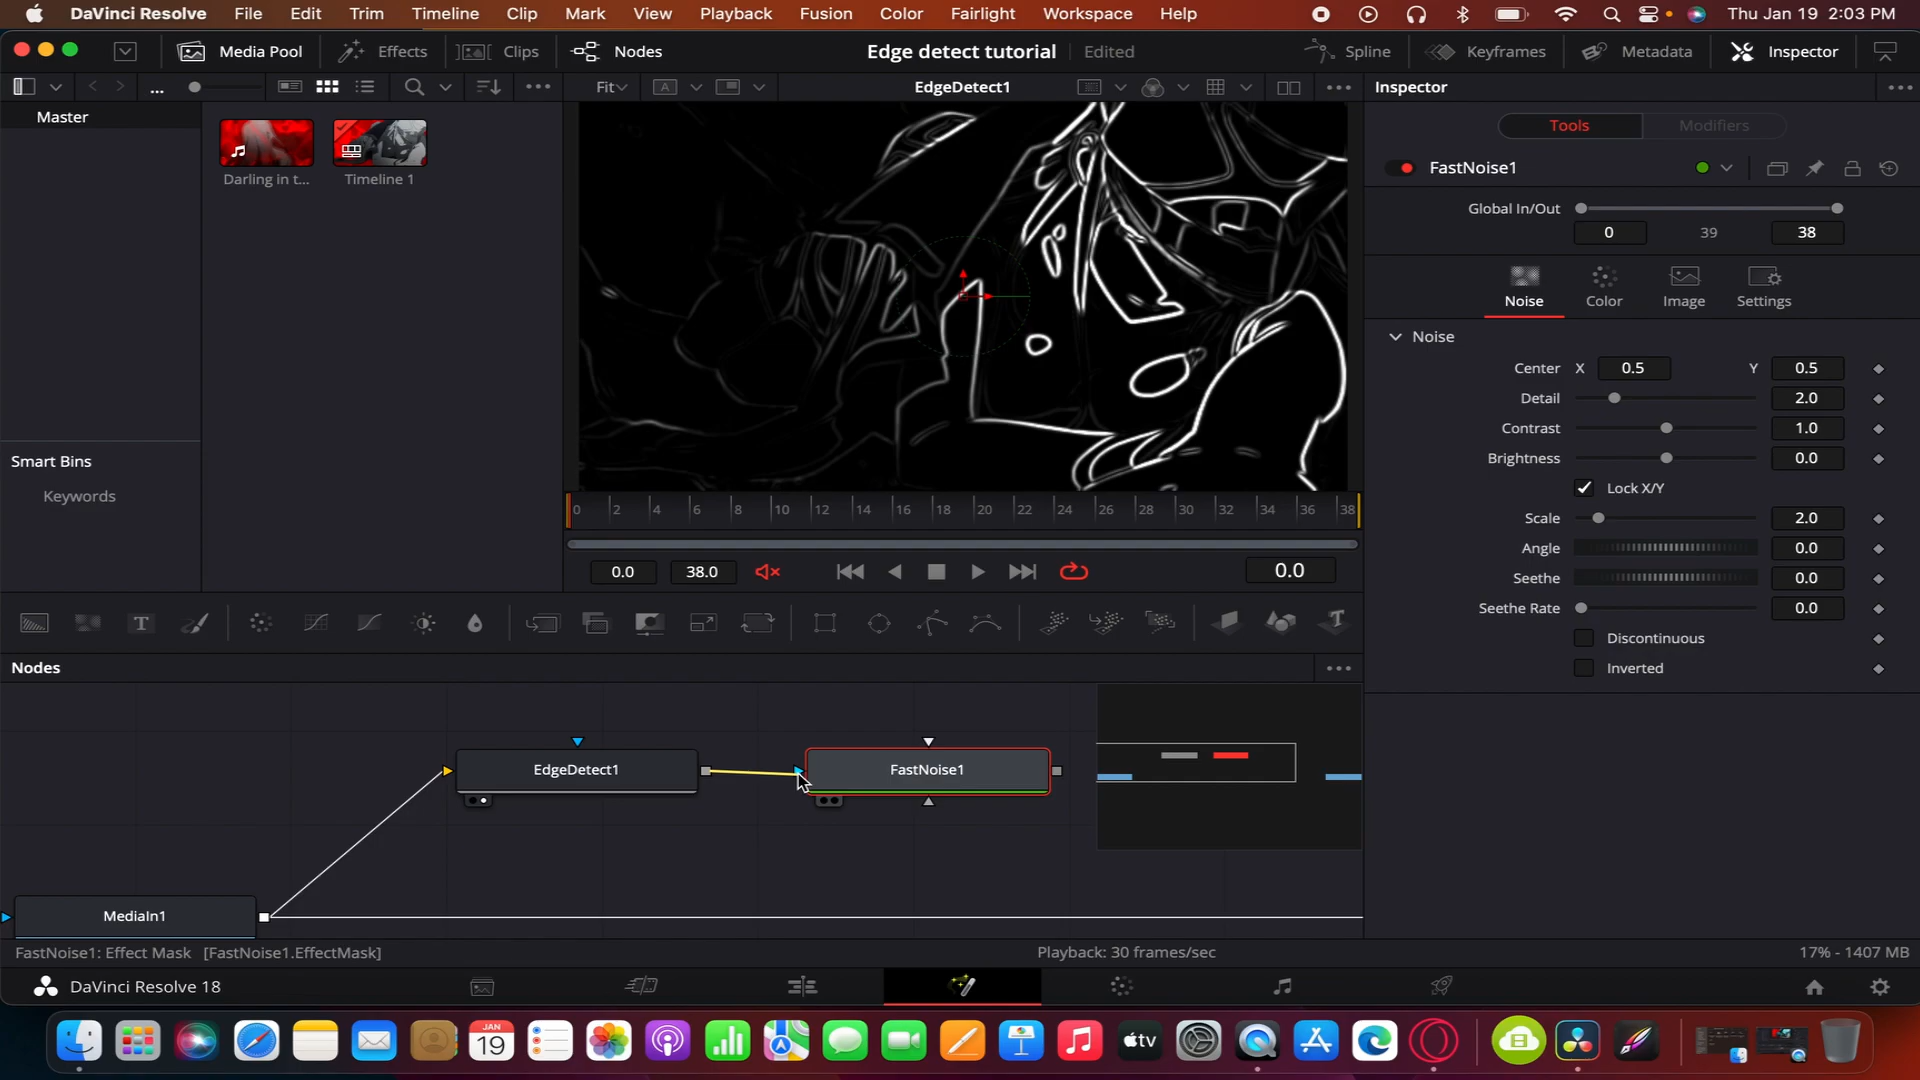 DaVinci Resolve File Edit Trim Timeline Clip Mark View Playback Fusion Color Fairlight Workspace Help Thu Jan 19 2:03 PM
Media Pool Effects Clips Nodes Edge detect tutorial Edited Spline Keyframes Metadata Inspector
... Fit A EdgeDetect1 Inspector
Master
Darling in t...
Timeline 1
Smart Bins
Keywords
0 2 4 6 8 10 12 14 16 18 20 22 24 26 28 30 32 34 36 38
0.0 38.0 0.0
Tools Modifiers
FastNoise1
Global In/Out
0 39 38
Noise Color Image Settings
Noise
Center X 0.5 Y 0.5
Detail 2.0
Contrast 1.0
Brightness 0.0
Lock X/Y
Scale 2.0
Angle 0.0
Seethe 0.0
Seethe Rate 0.0
Discontinuous
Inverted
T T
Nodes
EdgeDetect1 FastNoise1
MediaIn1
FastNoise1: Effect Mask [FastNoise1.EffectMask] Playback: 30 frames/sec 17% - 1407 MB
DaVinci Resolve 18
JAN
19
tv